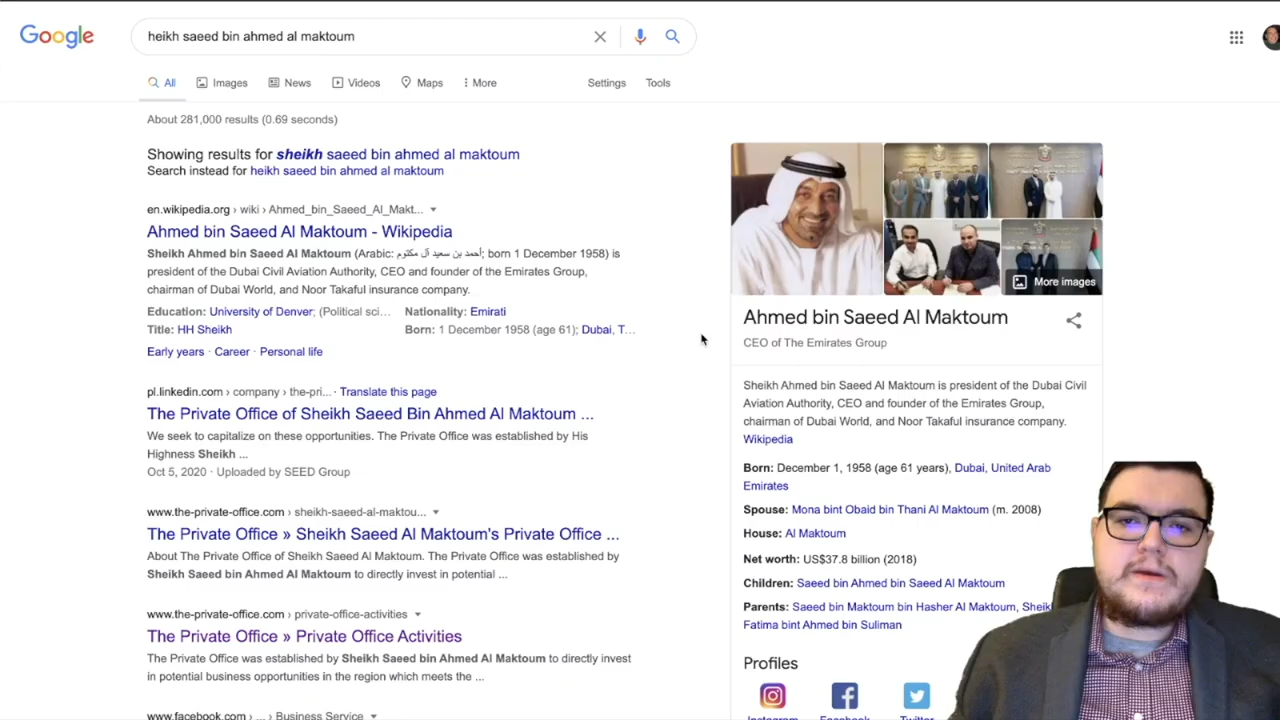 Google
heikh saeed bin ahmed al maktoum
All
Images
News
Videos
Maps
More
Settings
Tools
About 281,000 results (0.69 seconds)
Showing results for sheikh saeed bin ahmed al maktoum
Search instead for heikh saeed bin ahmed al maktoum
en.wikipedia.org › wiki › Ahmed_bin_Saeed_Al_Makt...
Ahmed bin Saeed Al Maktoum - Wikipedia
Sheikh Ahmed bin Saeed Al Maktoum (Arabic: أحمد بن سعيد آل مكتوم; born 1 December 1958) is
president of the Dubai Civil Aviation Authority, CEO and founder of the Emirates Group,
chairman of Dubai World, and Noor Takaful insurance company.
Education: University of Denver; (Political sci... Nationality: Emirati
Title: HH Sheikh Born: 1 December 1958 (age 61); Dubai, T...
Early years · Career · Personal life
pl.linkedin.com › company › the-pri... · Translate this page
The Private Office of Sheikh Saeed Bin Ahmed Al Maktoum ...
We seek to capitalize on these opportunities. The Private Office was established by His
Highness Sheikh ...
Oct 5, 2020 · Uploaded by SEED Group
www.the-private-office.com › sheikh-saeed-al-maktou...
The Private Office » Sheikh Saeed Al Maktoum's Private Office ...
About The Private Office of Sheikh Saeed Al Maktoum. The Private Office was established by
Sheikh Saeed bin Ahmed Al Maktoum to directly invest in potential ...
www.the-private-office.com › private-office-activities
The Private Office » Private Office Activities
The Private Office was established by Sheikh Saeed bin Ahmed Al Maktoum to directly invest
in potential business opportunities in the region which meets the ...
www.facebook.com › ... › Business Service
More images
Ahmed bin Saeed Al Maktoum
CEO of The Emirates Group
Sheikh Ahmed bin Saeed Al Maktoum is president of the Dubai Civil
Aviation Authority, CEO and founder of the Emirates Group,
chairman of Dubai World, and Noor Takaful insurance company.
Wikipedia
Born: December 1, 1958 (age 61 years), Dubai, United Arab
Emirates
Spouse: Mona bint Obaid bin Thani Al Maktoum (m. 2008)
House: Al Maktoum
Net worth: US$37.8 billion (2018)
Children: Saeed bin Ahmed bin Saeed Al Maktoum
Parents: Saeed bin Maktoum bin Hasher Al Maktoum, Sheik
Fatima bint Ahmed bin Suliman
Profiles
Instagram
Facebook
Twitter